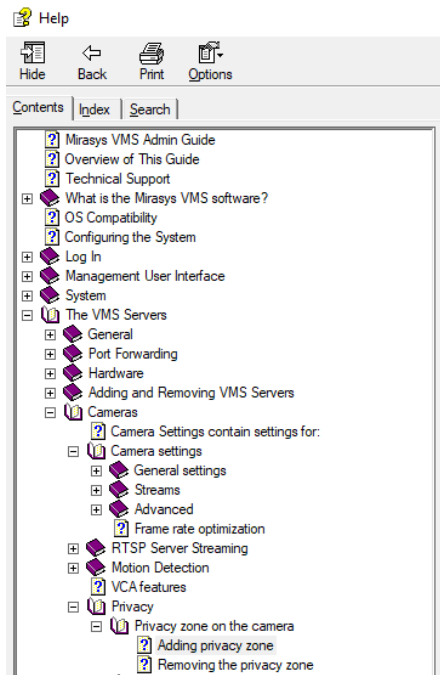 Help
Hide Back Print Options
Contents Index Search
Mirasys VMS Admin Guide
Overview of This Guide
Technical Support
What is the Mirasys VMS software?
OS Compatibility
Configuring the System
Log In
Management User Interface
System
The VMS Servers
General
Port Forwarding
Hardware
Adding and Removing VMS Servers
Cameras
Camera Settings contain settings for:
Camera settings
General settings
Streams
Advanced
Frame rate optimization
RTSP Server Streaming
Motion Detection
VCA features
Privacy
Privacy zone on the camera
Adding privacy zone
Removing the privacy zone